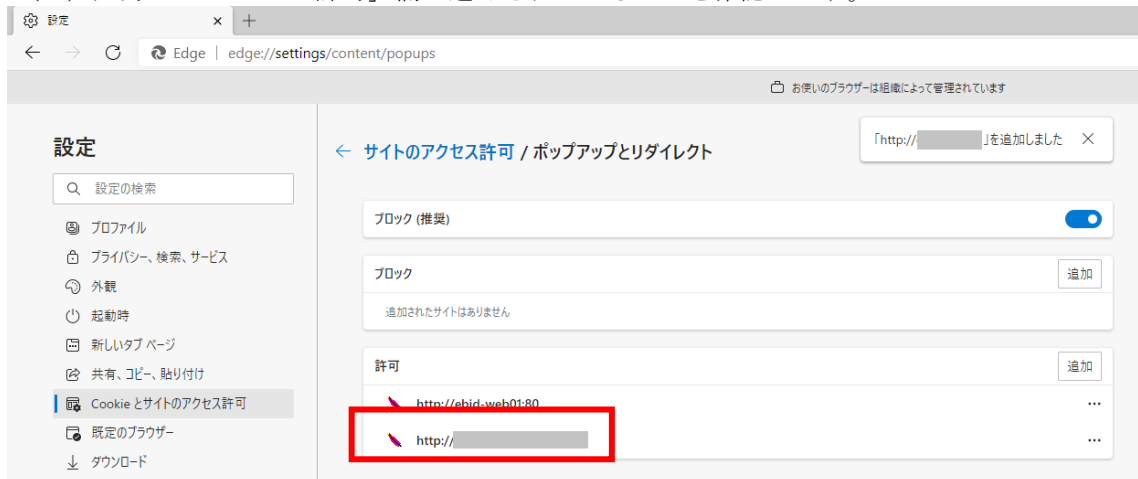 設定
Edge | edge://settings/content/popups
お使いのブラウザーは組織によって管理されています
設定
設定の検索
プロファイル
プライバシー、検索、サービス
外観
起動時
新しいタブ ページ
共有、コピー、貼り付け
Cookie とサイトのアクセス許可
既定のブラウザー
ダウンロード
サイトのアクセス許可 / ポップアップとリダイレクト
「http:// 」を追加しました
ブロック (推奨)
ブロック
追加
追加されたサイトはありません
許可
追加
http://ebid-web01:80
http://